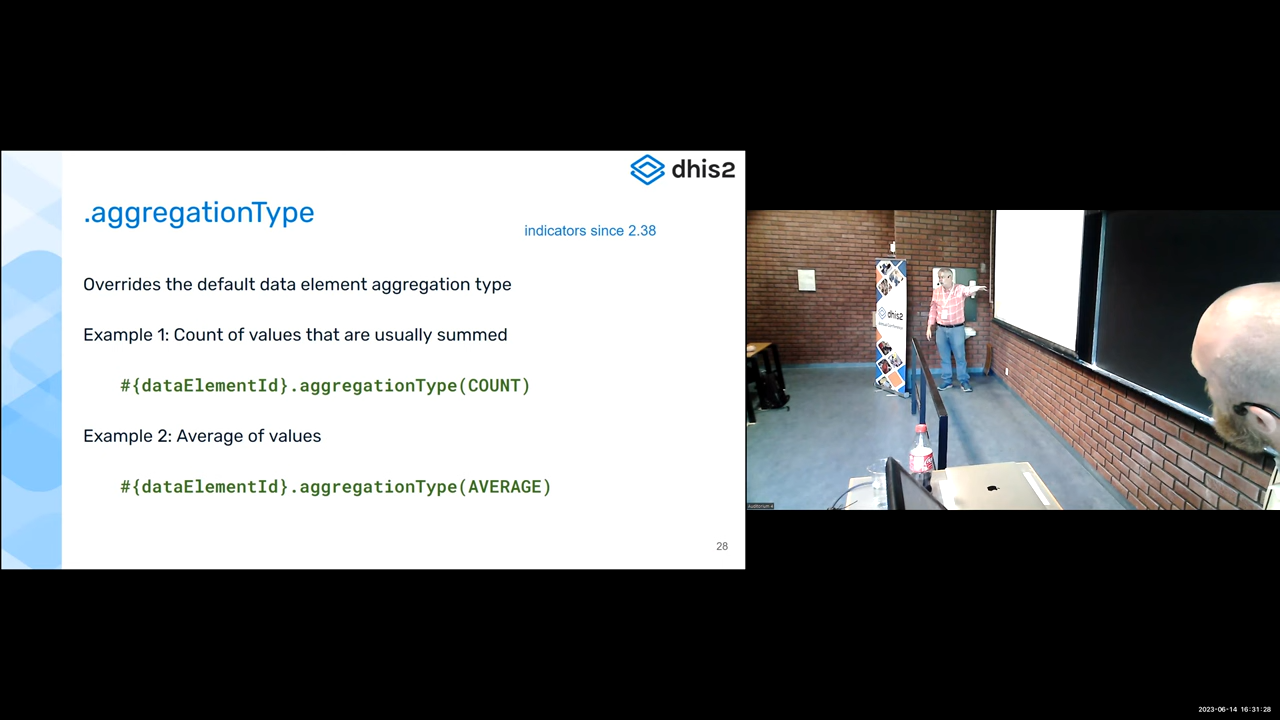 dhis2
.aggregationType
indicators since 2.38
Overrides the default data element aggregation type
Example 1: Count of values that are usually summed
#{dataElementId}.aggregationType(COUNT)
Example 2: Average of values
#{dataElementId}.aggregationType(AVERAGE)
28
dhis2
2023-06-14 16:31:28